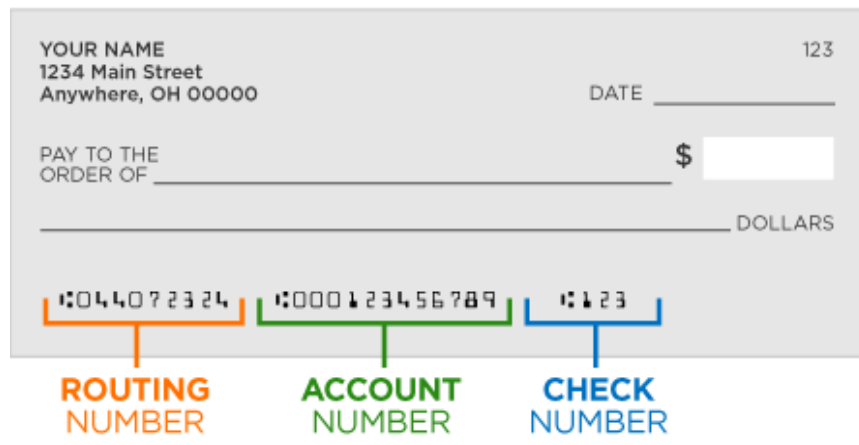 YOUR NAME 123
1234 Main Street
Anywhere, OH 00000 DATE
PAY TO THE
ORDER OF $
DOLLARS
⑆044072324 ⑆000123456789 ⑆123
ROUTING NUMBER
ACCOUNT NUMBER
CHECK NUMBER